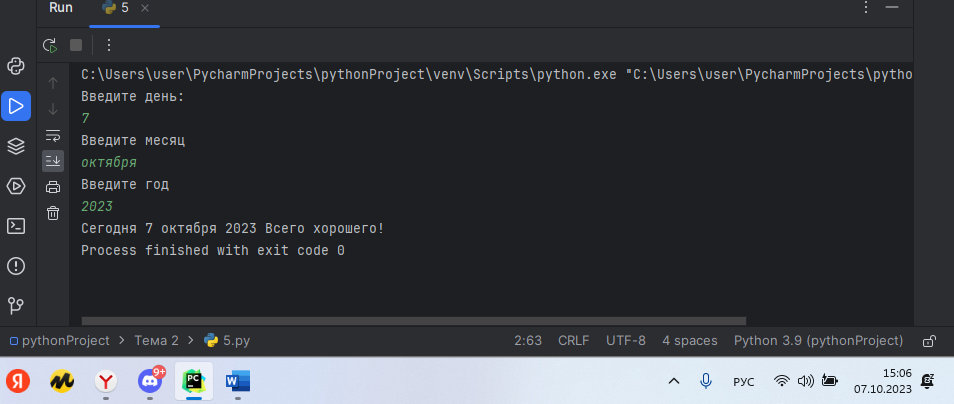 Run 5
C:\Users\user\PycharmProjects\pythonProject\venv\Scripts\python.exe "C:\Users\user\PycharmProjects\pytho
Введите день:
7
Введите месяц
октября
Введите год
2023
Сегодня 7 октября 2023 Всего хорошего!
Process finished with exit code 0
pythonProject > Тема 2 > 5.py 2:63 CRLF UTF-8 4 spaces Python 3.9 (pythonProject)
Я 9+ PC W РУС 15:06
07.10.2023